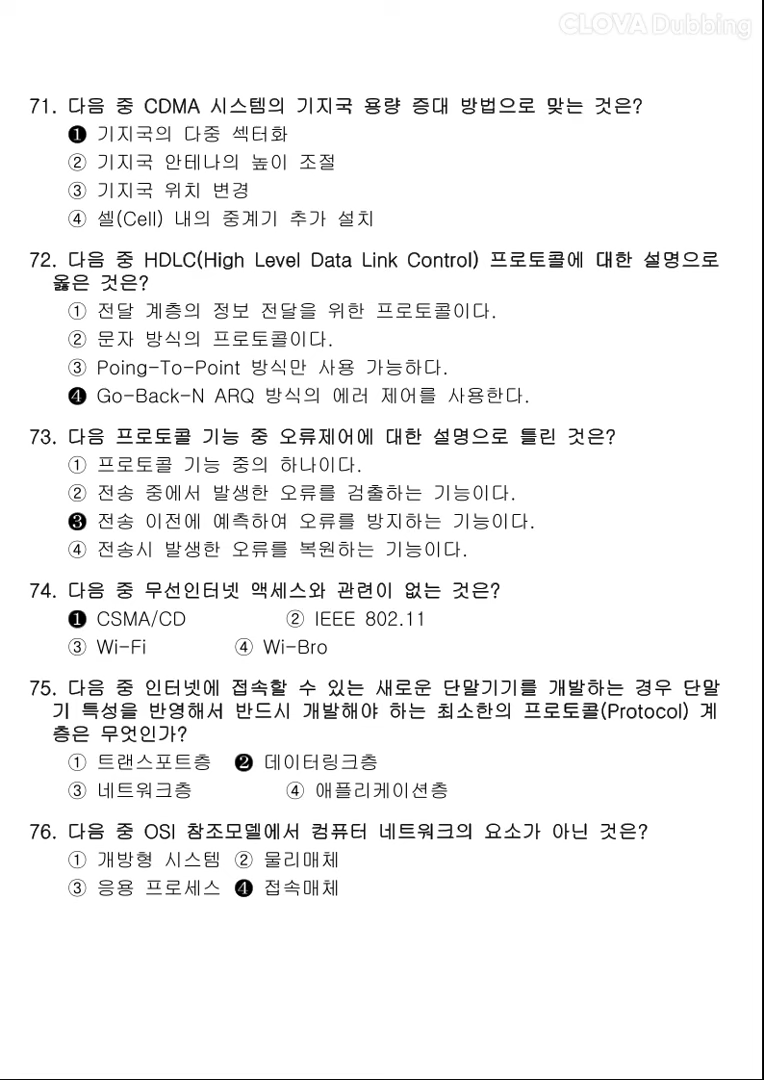 CLOVA Dubbing
71. 다음 중 CDMA 시스템의 기지국 용량 증대 방법으로 맞는 것은?
❶ 기지국의 다중 섹터화
② 기지국 안테나의 높이 조절
③ 기지국 위치 변경
④ 셀(Cell) 내의 중계기 추가 설치
72. 다음 중 HDLC(High Level Data Link Control) 프로토콜에 대한 설명으로
옳은 것은?
① 전달 계층의 정보 전달을 위한 프로토콜이다.
② 문자 방식의 프로토콜이다.
③ Poing-To-Point 방식만 사용 가능하다.
❹ Go-Back-N ARQ 방식의 에러 제어를 사용한다.
73. 다음 프로토콜 기능 중 오류제어에 대한 설명으로 틀린 것은?
① 프로토콜 기능 중의 하나이다.
② 전송 중에서 발생한 오류를 검출하는 기능이다.
❸ 전송 이전에 예측하여 오류를 방지하는 기능이다.
④ 전송시 발생한 오류를 복원하는 기능이다.
74. 다음 중 무선인터넷 액세스와 관련이 없는 것은?
❶ CSMA/CD ② IEEE 802.11
③ Wi-Fi ④ Wi-Bro
75. 다음 중 인터넷에 접속할 수 있는 새로운 단말기기를 개발하는 경우 단말
기 특성을 반영해서 반드시 개발해야 하는 최소한의 프로토콜(Protocol) 계
층은 무엇인가?
① 트랜스포트층 ❷ 데이터링크층
③ 네트워크층 ④ 애플리케이션층
76. 다음 중 OSI 참조모델에서 컴퓨터 네트워크의 요소가 아닌 것은?
① 개방형 시스템 ② 물리매체
③ 응용 프로세스 ❹ 접속매체